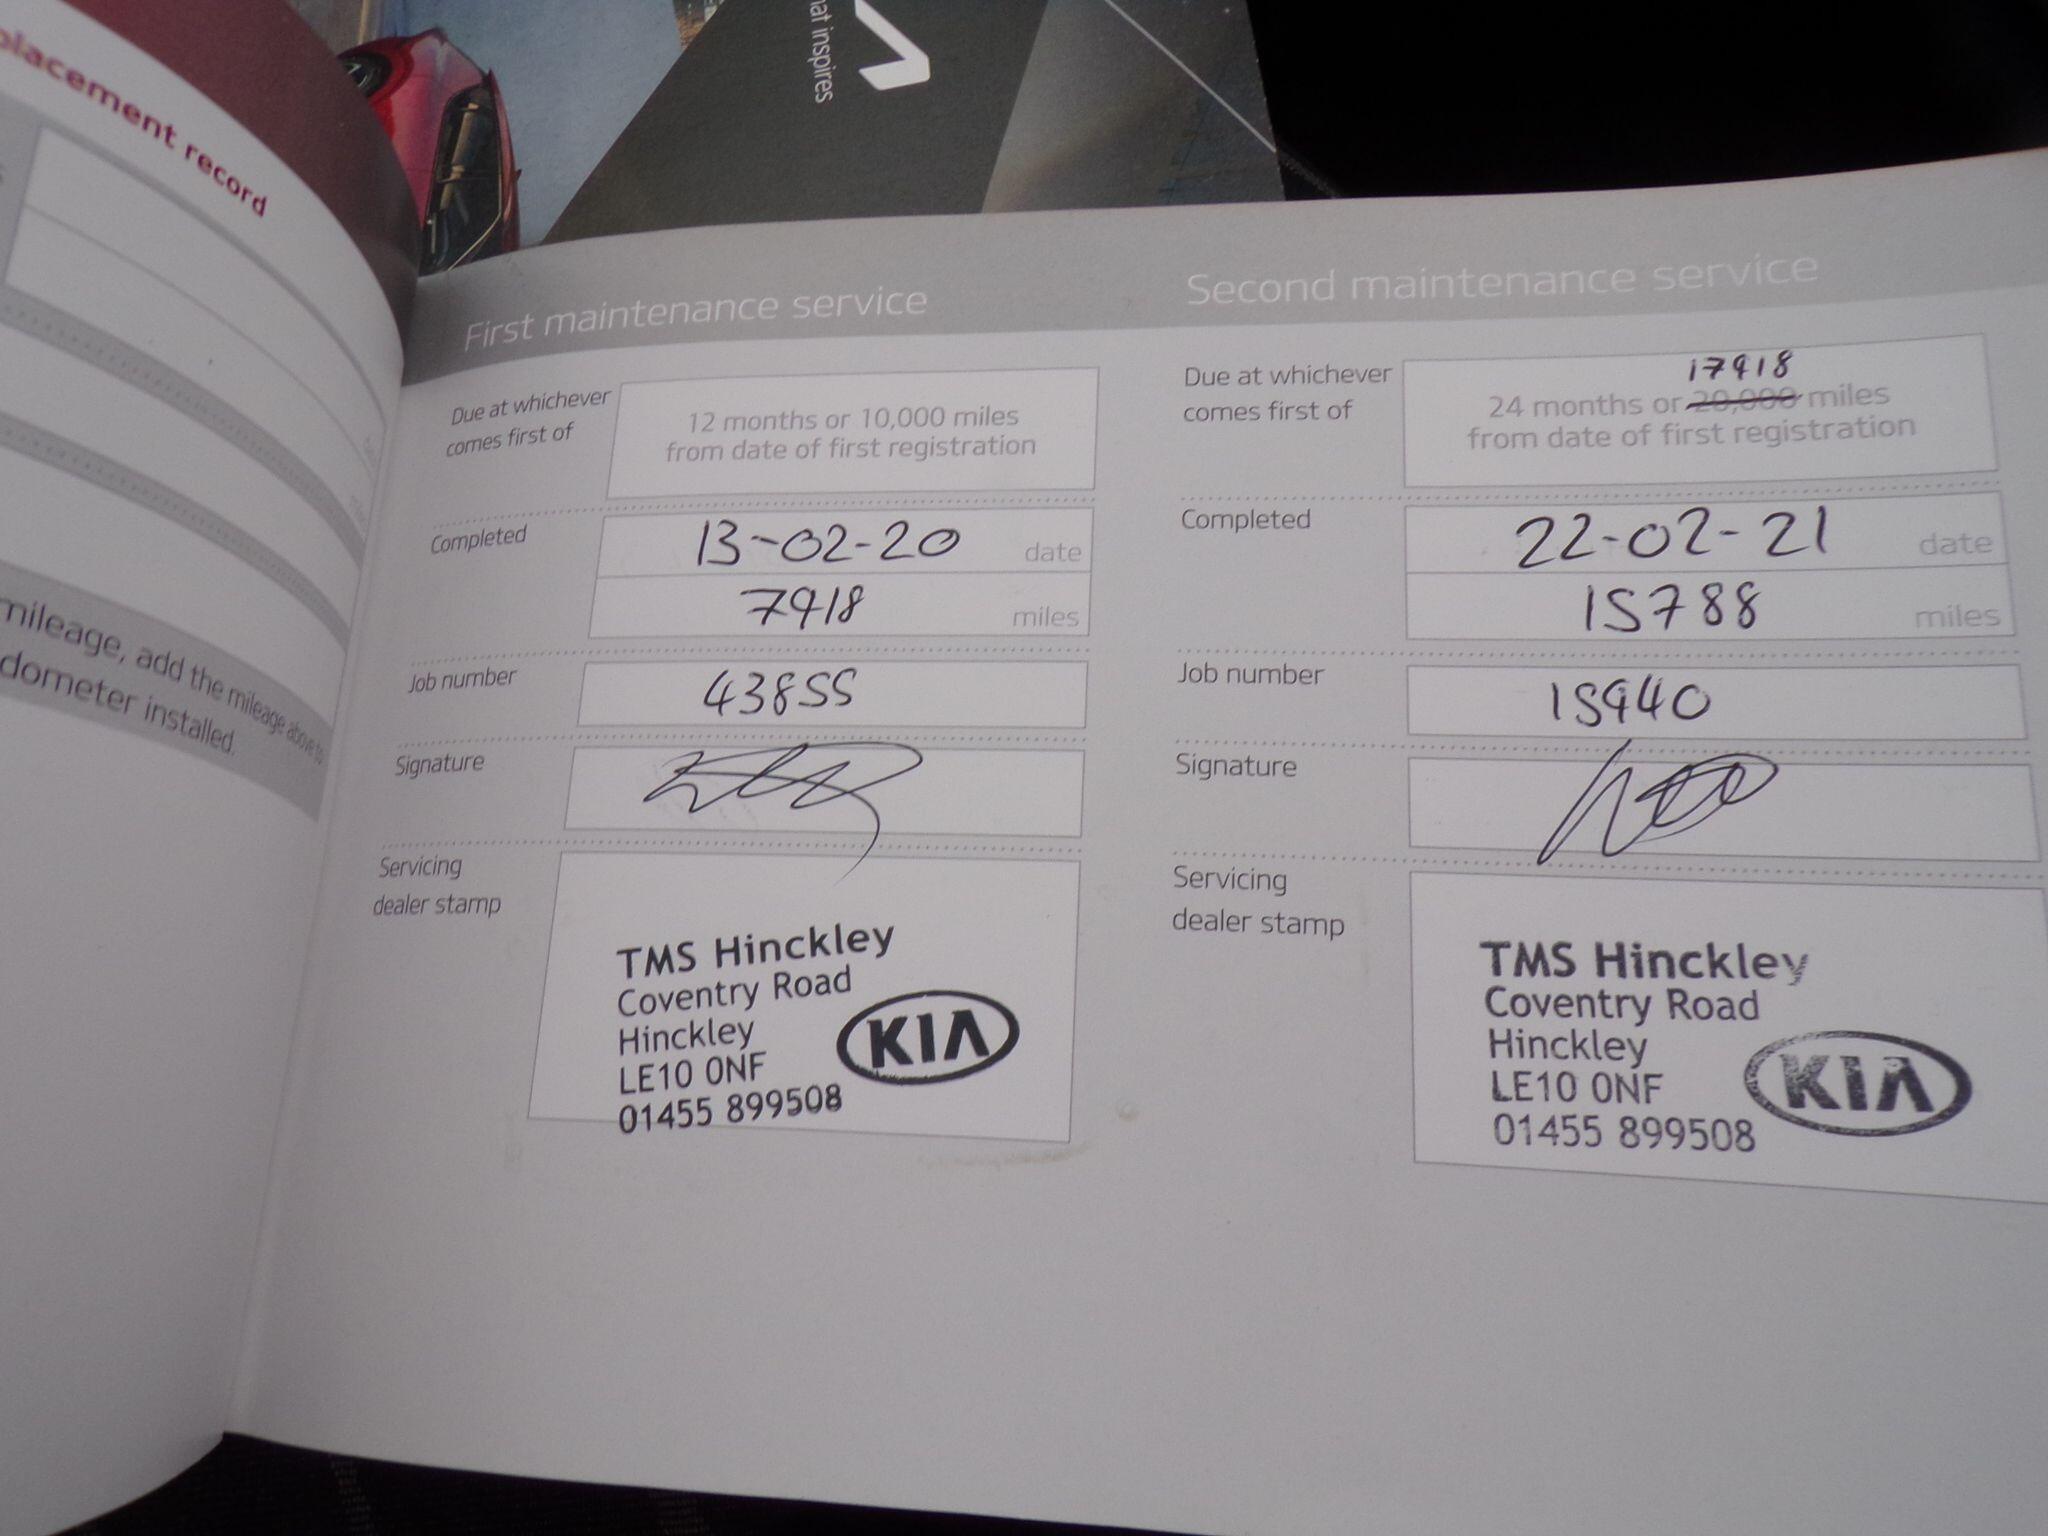 hat inspires
placement record
mileage, add the mileage above to
dometer installed.
First maintenance service
Due at whichever
comes first of
12 months or 10,000 miles
from date of first registration
Completed
13-02-20 date
7918 miles
Job number
43855
Signature
Servicing
dealer stamp
TMS Hinckley
Coventry Road
Hinckley
LE10 0NF
01455 899508
KIA
Second maintenance service
Due at whichever
comes first of
17918
24 months or 20,000 miles
from date of first registration
Completed
22-02-21 date
15788 miles
Job number
15940
Signature
Servicing
dealer stamp
TMS Hinckley
Coventry Road
Hinckley
LE10 0NF
01455 899508
KIA